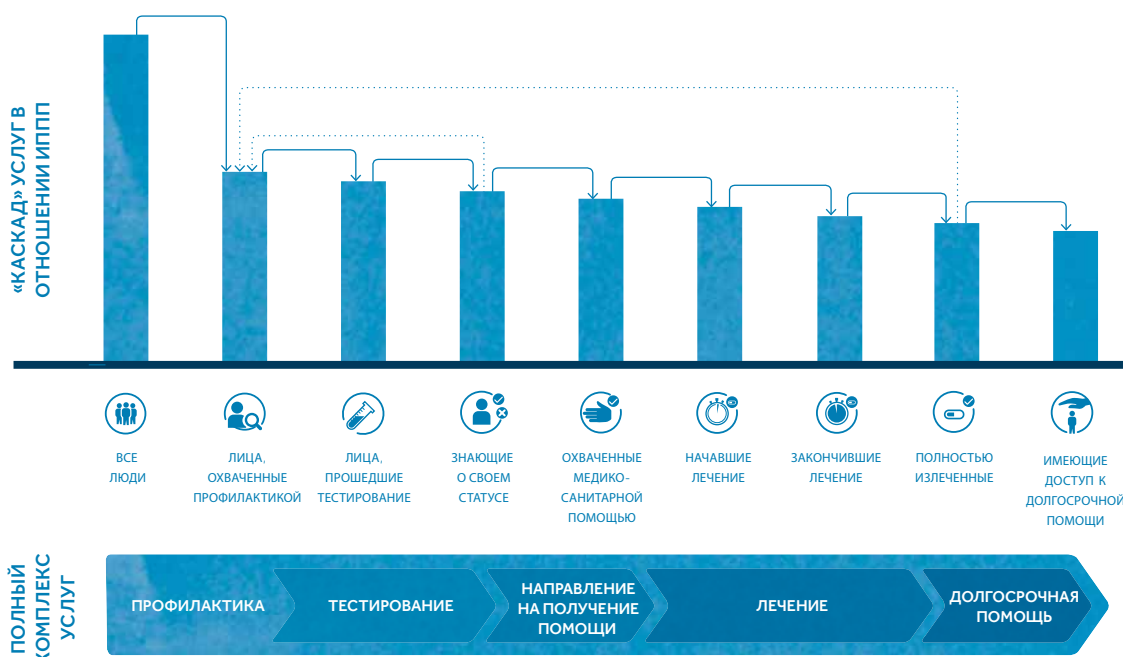 «КАСКАД» УСЛУГ В
ОТНОШЕНИИ ИППП
ВСЕ
ЛЮДИ
ЛИЦА,
ОХВАЧЕННЫЕ
ПРОФИЛАКТИКОЙ
ЛИЦА,
ПРОШЕДШИЕ
ТЕСТИРОВАНИЕ
ЗНАЮЩИЕ
О СВОЕМ
СТАТУСЕ
ОХВАЧЕННЫЕ
МЕДИКО-
САНИТАРНОЙ
ПОМОЩЬЮ
НАЧАВШИЕ
ЛЕЧЕНИЕ
ЗАКОНЧИВШИЕ
ЛЕЧЕНИЕ
ПОЛНОСТЬЮ
ИЗЛЕЧЕННЫЕ
ИМЕЮЩИЕ
ДОСТУП К
ДОЛГОСРОЧНОЙ
ПОМОЩИ
ПОЛНЫЙ
КОМПЛЕКС
УСЛУГ
ПРОФИЛАКТИКА
ТЕСТИРОВАНИЕ
НАПРАВЛЕНИЕ
НА ПОЛУЧЕНИЕ
ПОМОЩИ
ЛЕЧЕНИЕ
ДОЛГОСРОЧНАЯ
ПОМОЩЬ